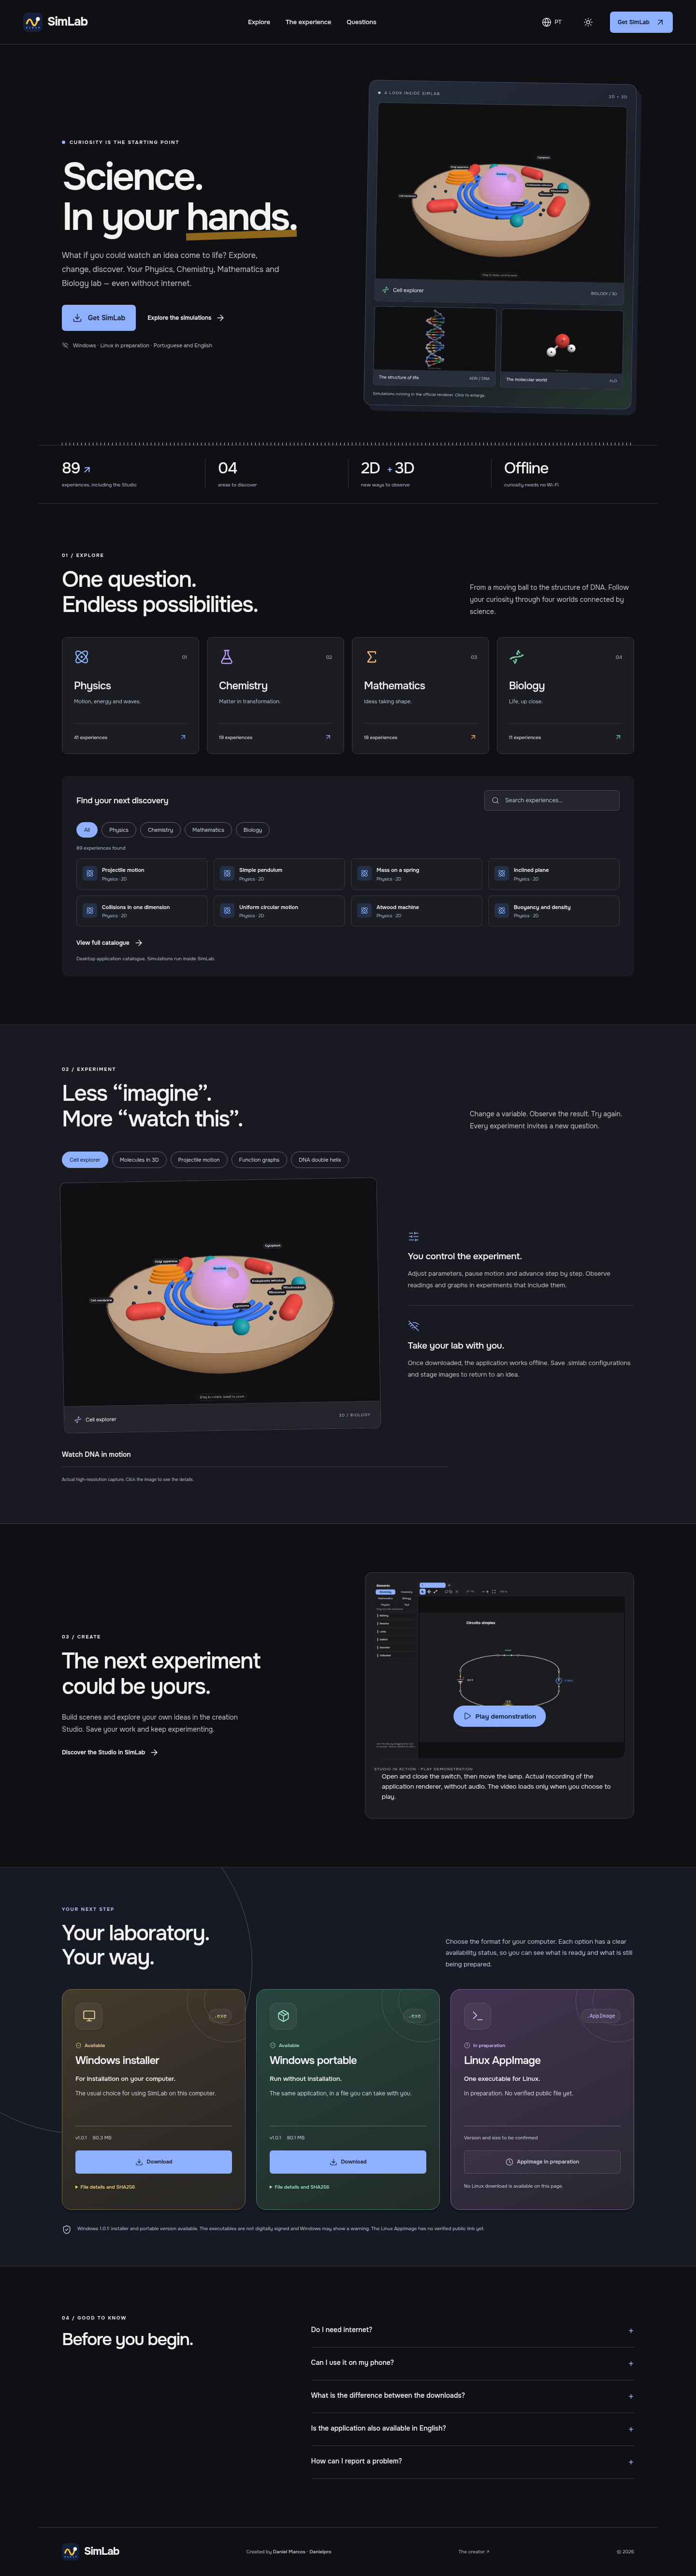 SimLab
Explore The experience Questions
PT
Get SimLab
CURIOSITY IS THE STARTING POINT
Science.
In your hands.
What if you could watch an idea come to life? Explore,
change, discover. Your Physics, Chemistry, Mathematics and
Biology lab — even without internet.
Get SimLab
Explore the simulations
Windows · Linux in preparation · Portuguese and English
A LOOK INSIDE SIMLAB
2D + 3D
Cell explorer
BIOLOGY / 3D
The structure of life
The molecular world
H₂O
Simulations running in the official renderer. Click to enlarge.
89
experiences, including the Studio
04
areas to discover
2D + 3D
new ways to observe
Offline
curiosity needs no Wi-Fi
01 / EXPLORE
One question.
Endless possibilities.
From a moving ball to the structure of DNA. Follow
your curiosity through four worlds connected by
science.
01
Physics
Motion, energy and waves.
41 experiences
02
Chemistry
Matter in transformation.
19 experiences
03
Mathematics
Ideas taking shape.
18 experiences
04
Biology
Life, up close.
11 experiences
Find your next discovery
Search experiences...
All Physics Chemistry Mathematics Biology
89 experiences found
Projectile motion
Physics · 2D
Simple pendulum
Physics · 2D
Mass on a spring
Physics · 2D
Inclined plane
Physics · 2D
Collisions in one dimension
Physics · 2D
Uniform circular motion
Physics · 2D
Atwood machine
Physics · 2D
Buoyancy and density
Physics · 2D
View full catalogue
Desktop application catalogue. Simulations run inside SimLab.
02 / EXPERIMENT
Less “imagine”.
More “watch this”.
Change a variable. Observe the result. Try again.
Every experiment invites a new question.
Cell explorer Molecules in 3D Projectile motion Function graphs DNA double helix
Cytoplasm
Golgi apparatus
Nucleus
Endoplasmic reticulum
Mitochondrion
Ribosomes
Cell membrane
Lysosome
Drag to rotate, scroll to zoom
Cell explorer
3D / BIOLOGY
You control the experiment.
Adjust parameters, pause motion and advance step by step. Observe
readings and graphs in experiments that include them.
Take your lab with you.
Once downloaded, the application works offline. Save .simlab configurations
and stage images to return to an idea.
Watch DNA in motion
Actual high-resolution capture. Click the image to see the details.
03 / CREATE
The next experiment
could be yours.
Build scenes and explore your own ideas in the creation
Studio. Save your work and keep experimenting.
Discover the Studio in SimLab
Circuito simples
Play demonstration
STUDIO IN ACTION · PLAY DEMONSTRATION
Open and close the switch, then move the lamp. Actual recording of the
application renderer, without audio. The video loads only when you choose to
play.
YOUR NEXT STEP
Your laboratory.
Your way.
Choose the format for your computer. Each option has a clear
availability status, so you can see what is ready and what is still
being prepared.
.exe
Available
Windows installer
For installation on your computer.
The usual choice for using SimLab on this computer.
v1.0.1 80.3 MB
Download
File details and SHA256
.exe
Available
Windows portable
Run without installation.
The same application, in a file you can take with you.
v1.0.1 80.1 MB
Download
File details and SHA256
.AppImage
In preparation
Linux AppImage
One executable for Linux.
In preparation. No verified public file yet.
Version and size to be confirmed
AppImage in preparation
No Linux download is available on this page.
Windows 1.0.1: installer and portable version available. The executables are not digitally signed and Windows may show a warning. The Linux AppImage has no verified public link yet.
04 / GOOD TO KNOW
Before you begin.
Do I need internet?
Can I use it on my phone?
What is the difference between the downloads?
Is the application also available in English?
How can I report a problem?
SimLab
Created by Daniel Marcos · Danielpro
The creator ↗
© 2026